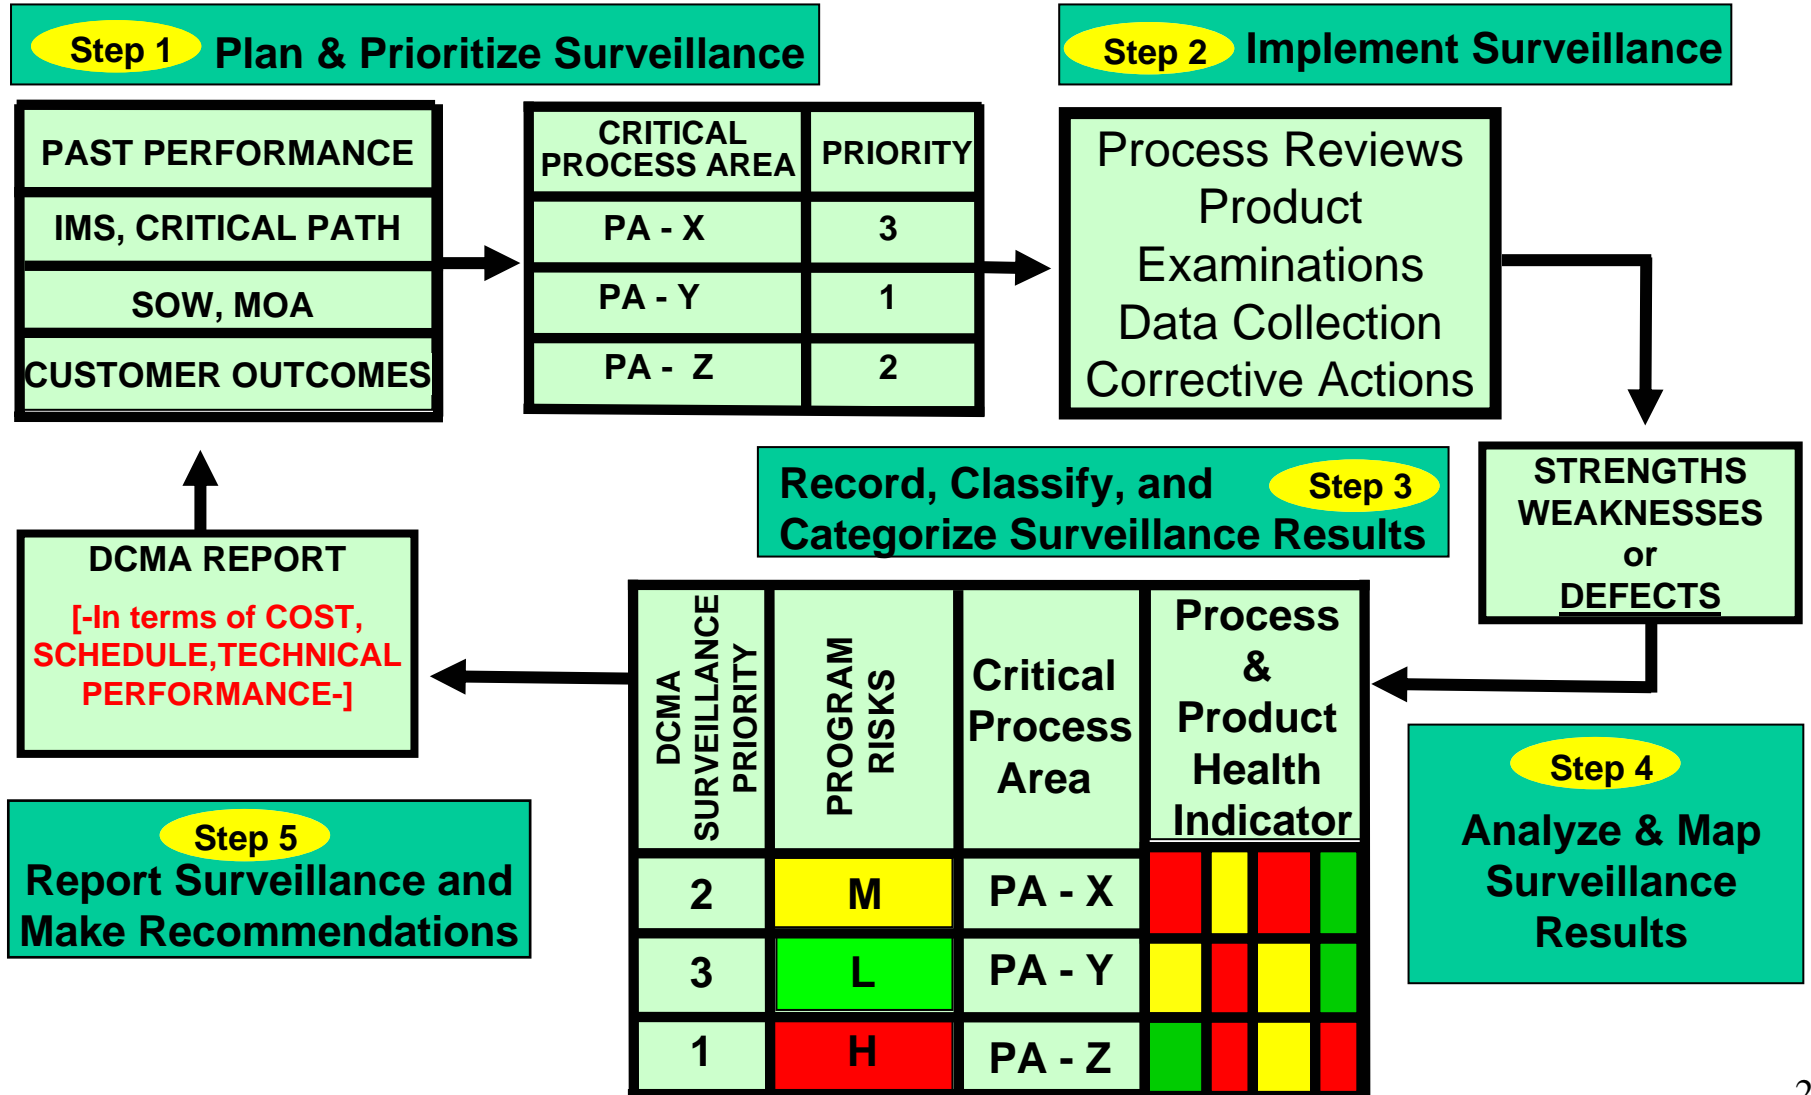 Step 1 Plan & Prioritize Surveillance
Step 2 Implement Surveillance
PAST PERFORMANCE
IMS, CRITICAL PATH
SOW, MOA
CUSTOMER OUTCOMES
CRITICAL
PROCESS AREA
PRIORITY
PA - X 3
PA - Y 1
PA - Z 2
Process Reviews
Product
Examinations
Data Collection
Corrective Actions
Record, Classify, and
Step 3
Categorize Surveillance Results
STRENGTHS
WEAKNESSES
or
DEFECTS
DCMA REPORT
[-In terms of COST,
SCHEDULE,TECHNICAL
PERFORMANCE-]
DCMA
SURVEILLANCE
PRIORITY
PROGRAM
RISKS
Critical
Process
Area
Process
&
Product
Health
Indicator
2 M PA - X
3 L PA - Y
1 H PA - Z
Step 4
Analyze & Map
Surveillance
Results
Step 5
Report Surveillance and
Make Recommendations